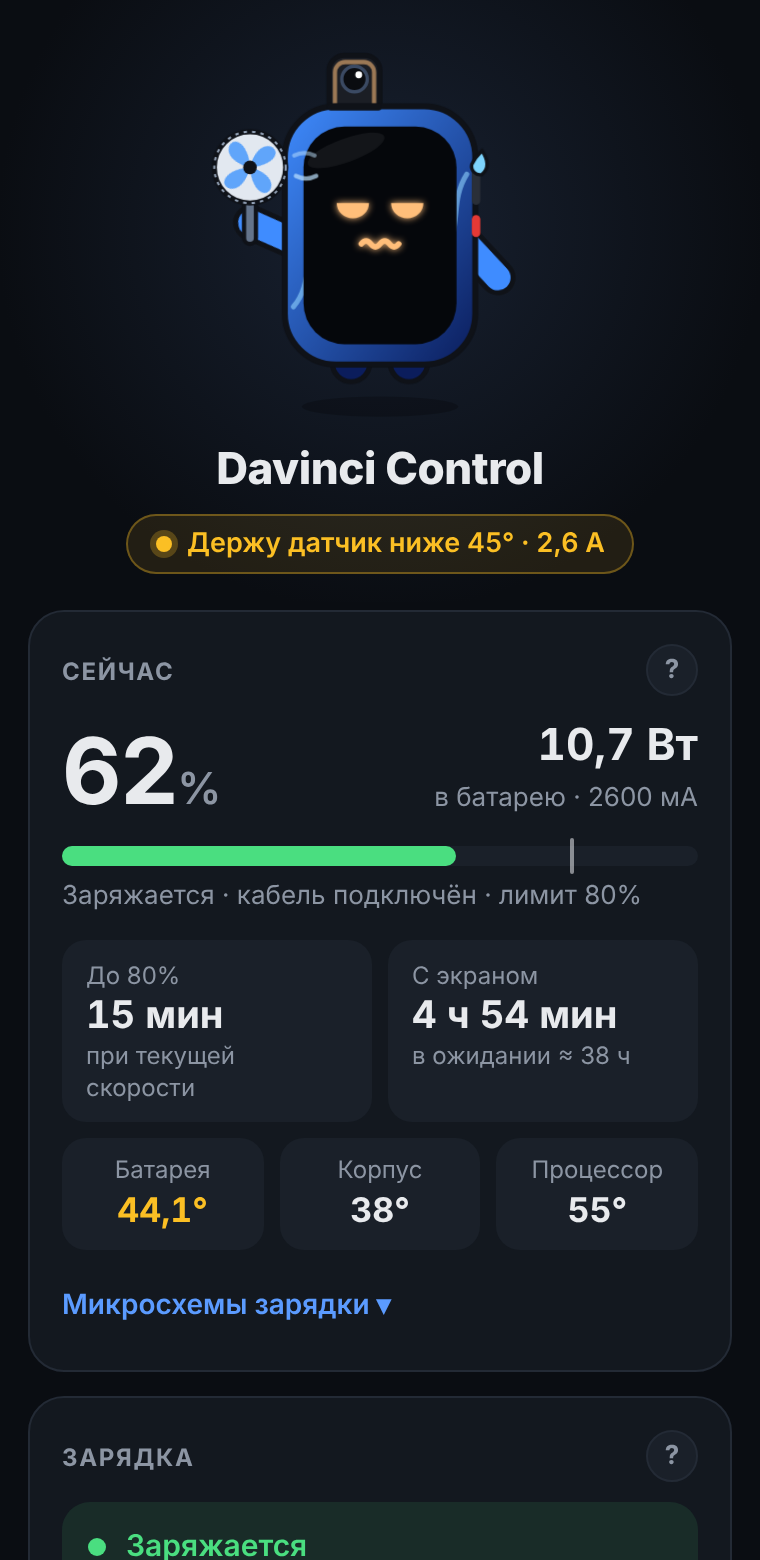 Davinci Control
Держу датчик ниже 45° · 2,6 А
СЕЙЧАС
?
62%
10,7 Вт
в батарею · 2600 мА
Заряжается · кабель подключён · лимит 80%
До 80%
15 мин
при текущей
скорости
С экраном
4 ч 54 мин
в ожидании ≈ 38 ч
Батарея
44,1°
Корпус
38°
Процессор
55°
Микросхемы зарядки ▾
ЗАРЯДКА
?
Заряжается